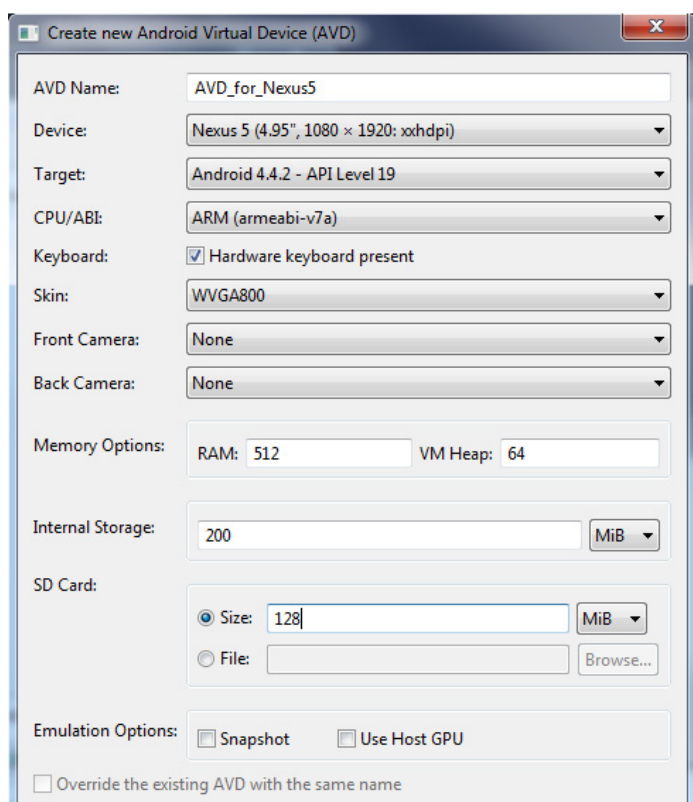 Create new Android Virtual Device (AVD)
AVD Name: AVD_for_Nexus5
Device: Nexus 5 (4.95", 1080 × 1920: xxhdpi)
Target: Android 4.4.2 - API Level 19
CPU/ABI: ARM (armeabi-v7a)
Keyboard: Hardware keyboard present
Skin: WVGA800
Front Camera: None
Back Camera: None
Memory Options: RAM: 512 VM Heap: 64
Internal Storage: 200 MiB
SD Card:
Size: 128 MiB
File: Browse...
Emulation Options: Snapshot Use Host GPU
Override the existing AVD with the same name